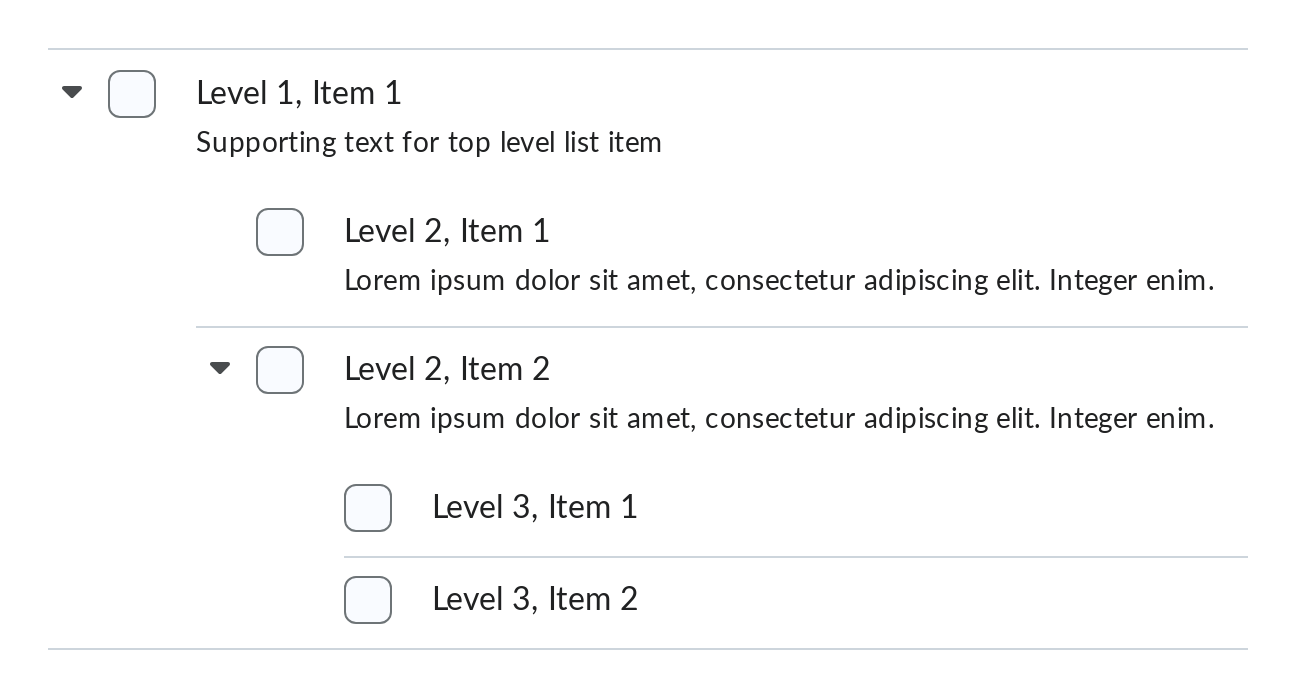 Level 1, Item 1
Supporting text for top level list item
Level 2, Item 1
Lorem ipsum dolor sit amet, consectetur adipiscing elit. Integer enim.
Level 2, Item 2
Lorem ipsum dolor sit amet, consectetur adipiscing elit. Integer enim.
Level 3, Item 1
Level 3, Item 2